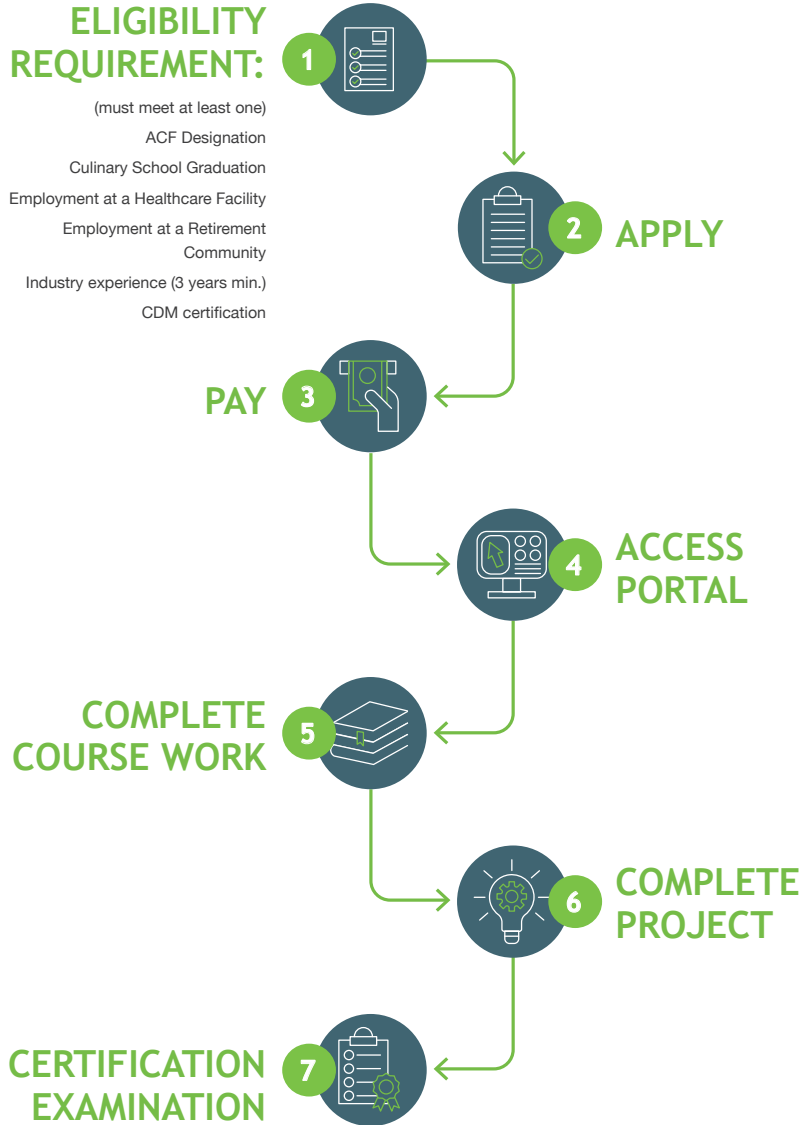 ELIGIBILITY
REQUIREMENT:
1
(must meet at least one)
ACF Designation
Culinary School Graduation
Employment at a Healthcare Facility
Employment at a Retirement
Community
Industry experience (3 years min.)
CDM certification
2
APPLY
PAY
3
4
ACCESS
PORTAL
COMPLETE
COURSE WORK
5
6
COMPLETE
PROJECT
CERTIFICATION
EXAMINATION
7